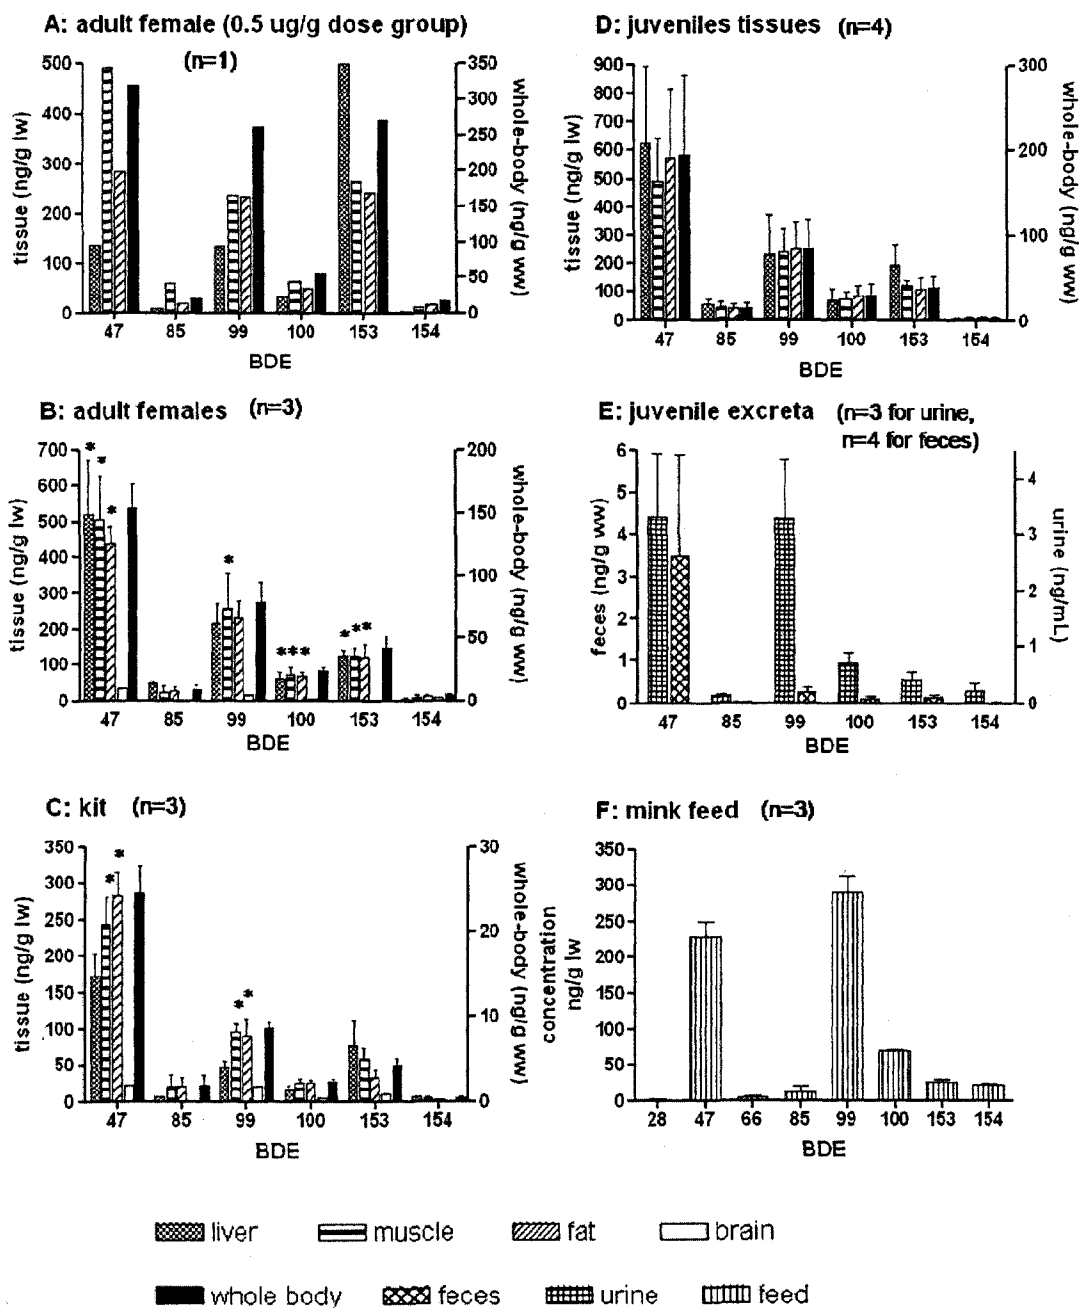 A: adult female (0.5 ug/g dose group)
(n=1)
500
400
300
200
100
0
tissue (ng/g lw)
350
300
250
200
150
100
50
0
whole-body (ng/g ww)
47 85 99 100 153 154
BDE
D: juveniles tissues (n=4)
900
800
700
600
500
400
300
200
100
0
tissue (ng/g lw)
300
200
100
0
whole-body (ng/g ww)
47 85 99 100 153 154
BDE
B: adult females (n=3)
700
600
500
400
300
200
100
0
tissue (ng/g lw)
* * * * *** ***
200
150
100
50
0
whole-body (ng/g ww)
47 85 99 100 153 154
BDE
E: juvenile excreta (n=3 for urine,
n=4 for feces)
6
5
4
3
2
1
0
feces (ng/g ww)
4
3
2
1
0
urine (ng/mL)
47 85 99 100 153 154
BDE
C: kit (n=3)
350
300
250
200
150
100
50
0
tissue (ng/g lw)
* * * *
30
20
10
0
whole-body (ng/g ww)
47 85 99 100 153 154
BDE
F: mink feed (n=3)
350
300
250
200
150
100
50
0
concentration
ng/g lw
28 47 66 85 99 100 153 154
BDE
liver muscle fat brain
whole body feces urine feed